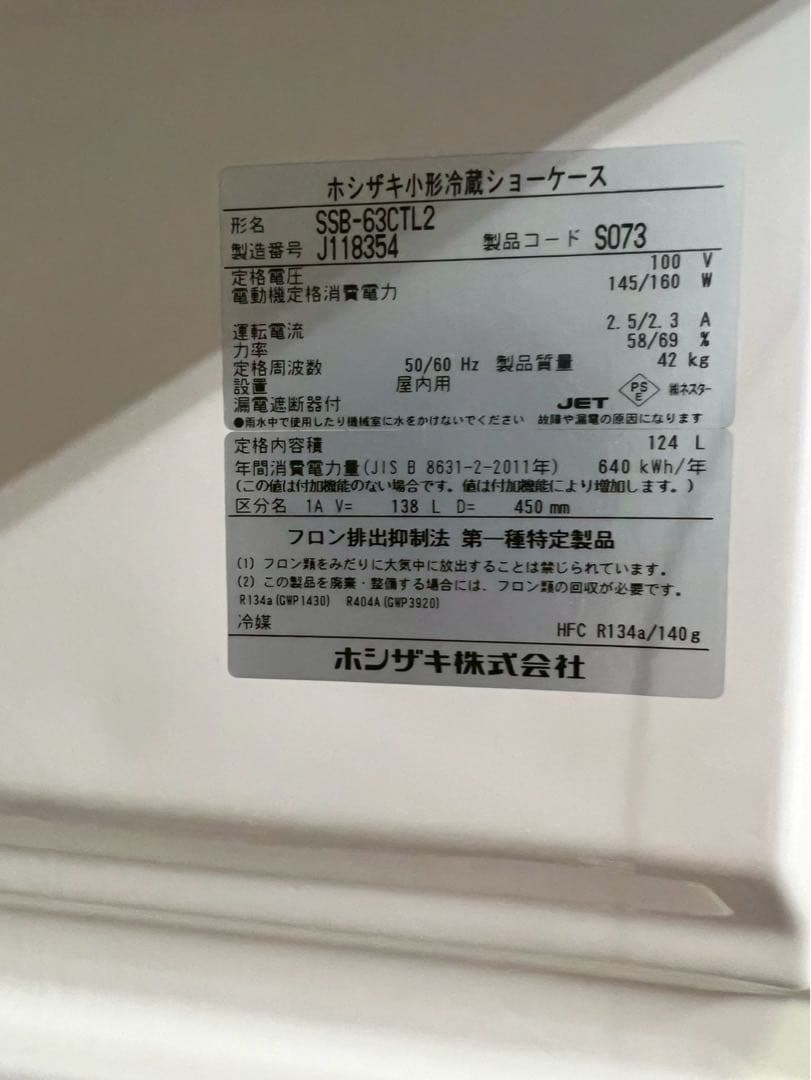 ホシザキ小形冷蔵ショーケース
形名 SSB-63CTL2
製造番号 J118354 製品コード S073
定格電圧 100 V
電動機定格消費電力 145/160 W
運転電流 2.5/2.3 A
力率 58/69 %
定格周波数 50/60 Hz 製品質量 42 kg
設置 屋内用
漏電遮断器付 JET PS E ㈱ネスター
●雨水中で使用したり機械室に水をかけないでください 故障や漏電の原因になります
定格内容積 124 L
年間消費電力量(JIS B 8631-2-2011年) 640 kWh/年
(この値は付加機能のない場合です。値は付加機能により増加します。)
区分名 1A V= 138 L D= 450 mm
フロン排出抑制法 第一種特定製品
(1) フロン類をみだりに大気中に放出することは禁じられています。
(2) この製品を廃棄・整備する場合には、フロン類の回収が必要です。
R134a(GWP1430) R404A(GWP3920)
冷媒 HFC R134a/140g
ホシザキ株式会社